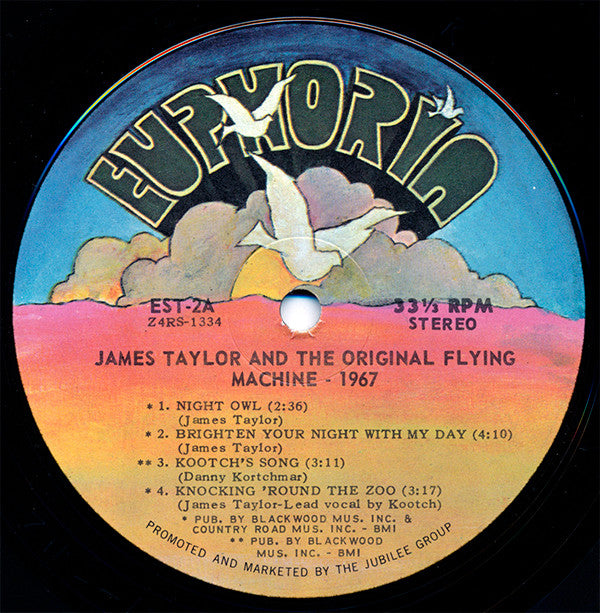 EUPHORIA
EST-2A
Z4RS-1334
33⅓ RPM
STEREO
JAMES TAYLOR AND THE ORIGINAL FLYING
MACHINE - 1967
* 1. NIGHT OWL (2:36)
(James Taylor)
* 2. BRIGHTEN YOUR NIGHT WITH MY DAY (4:10)
(James Taylor)
** 3. KOOTCH'S SONG (3:11)
(Danny Kortchmar)
* 4. KNOCKING 'ROUND THE ZOO (3:17)
(James Taylor-Lead vocal by Kootch)
* PUB. BY BLACKWOOD MUS. INC. &
COUNTRY ROAD MUS. INC. - BMI
** PUB. BY BLACKWOOD
MUS. INC. - BMI
PROMOTED AND MARKETED BY THE JUBILEE GROUP